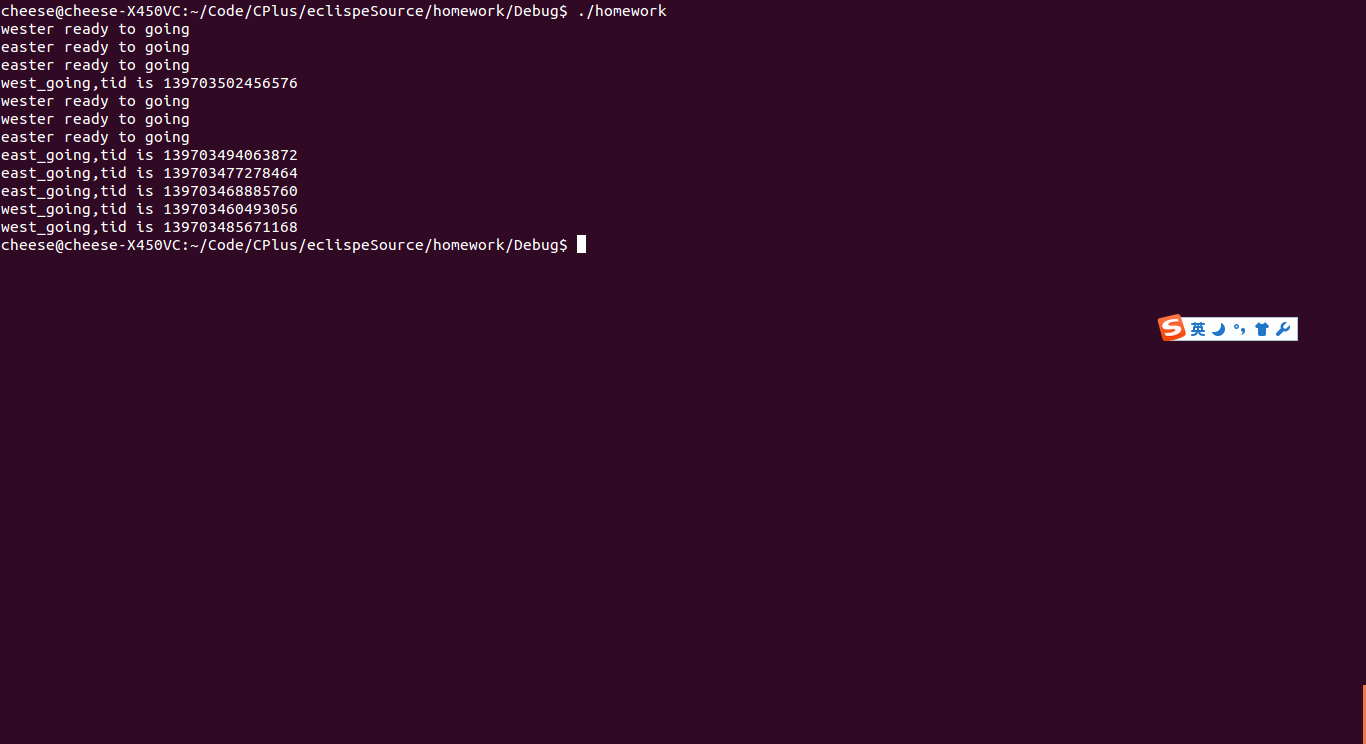 cheese@cheese-X450VC:~/Code/CPlus/eclispeSource/homework/Debug$ ./homework
wester ready to going
easter ready to going
easter ready to going
west_going,tid is 139703502456576
wester ready to going
wester ready to going
easter ready to going
east_going,tid is 139703494063872
east_going,tid is 139703477278464
east_going,tid is 139703468885760
west_going,tid is 139703460493056
west_going,tid is 139703485671168
cheese@cheese-X450VC:~/Code/CPlus/eclispeSource/homework/Debug$
S 英 °,